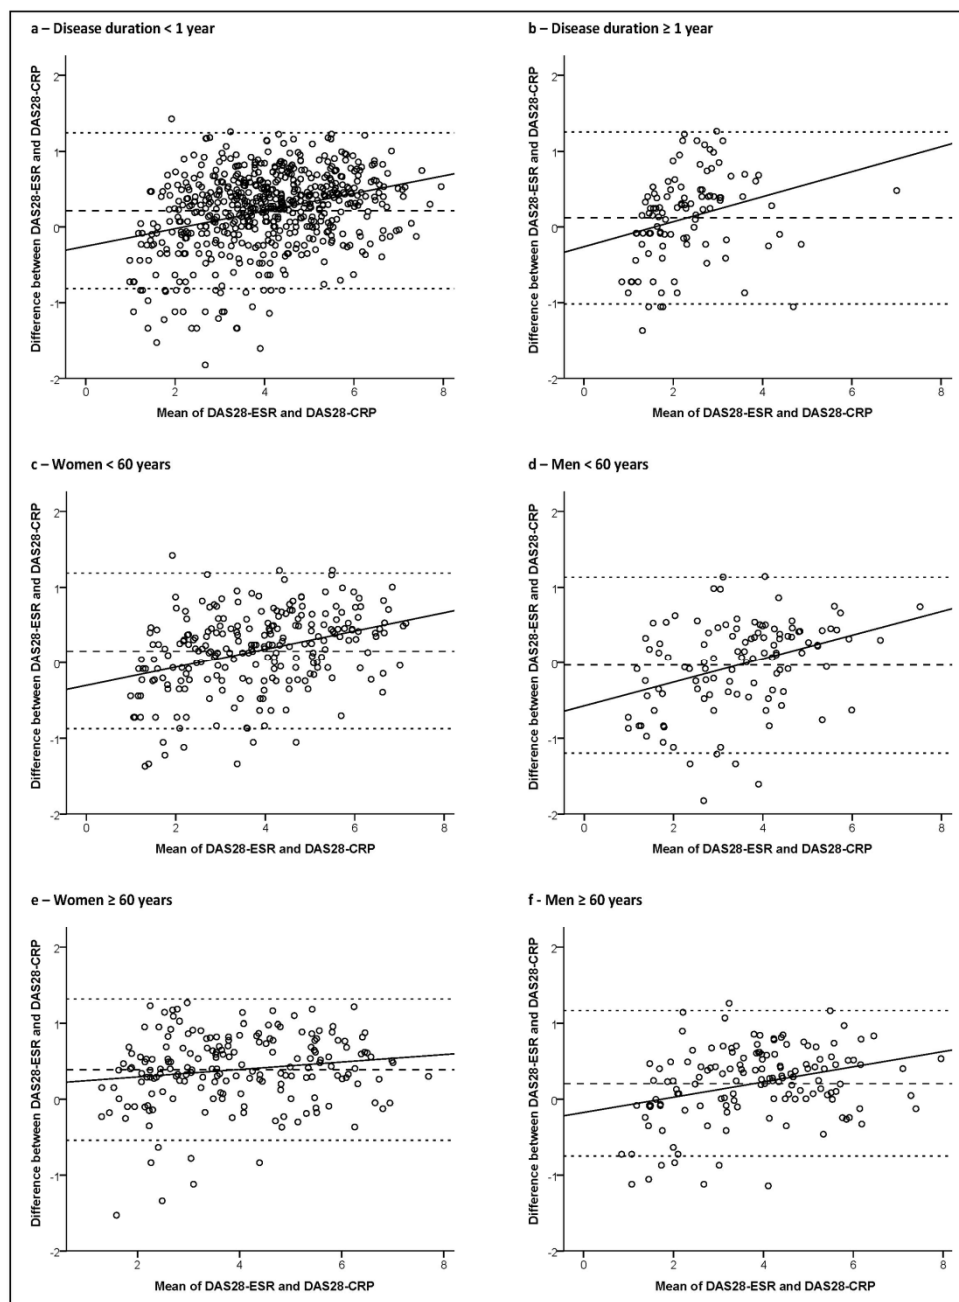 a – Disease duration < 1 year
Difference between DAS28-ESR and DAS28-CRP
2
1
0
-1
-2
0 2 4 6 8
Mean of DAS28-ESR and DAS28-CRP
b – Disease duration ≥ 1 year
Difference between DAS28-ESR and DAS28-CRP
2
1
0
-1
-2
0 2 4 6 8
Mean of DAS28-ESR and DAS28-CRP
c – Women < 60 years
Difference between DAS28-ESR and DAS28-CRP
2
1
0
-1
-2
0 2 4 6 8
Mean of DAS28-ESR and DAS28-CRP
d – Men < 60 years
Difference between DAS28-ESR and DAS28-CRP
2
1
0
-1
-2
0 2 4 6 8
Mean of DAS28-ESR and DAS28-CRP
e – Women ≥ 60 years
Difference between DAS28-ESR and DAS28-CRP
2
1
0
-1
-2
2 4 6 8
Mean of DAS28-ESR and DAS28-CRP
f - Men ≥ 60 years
Difference between DAS28-ESR and DAS28-CRP
2
1
0
-1
-2
0 2 4 6 8
Mean of DAS28-ESR and DAS28-CRP